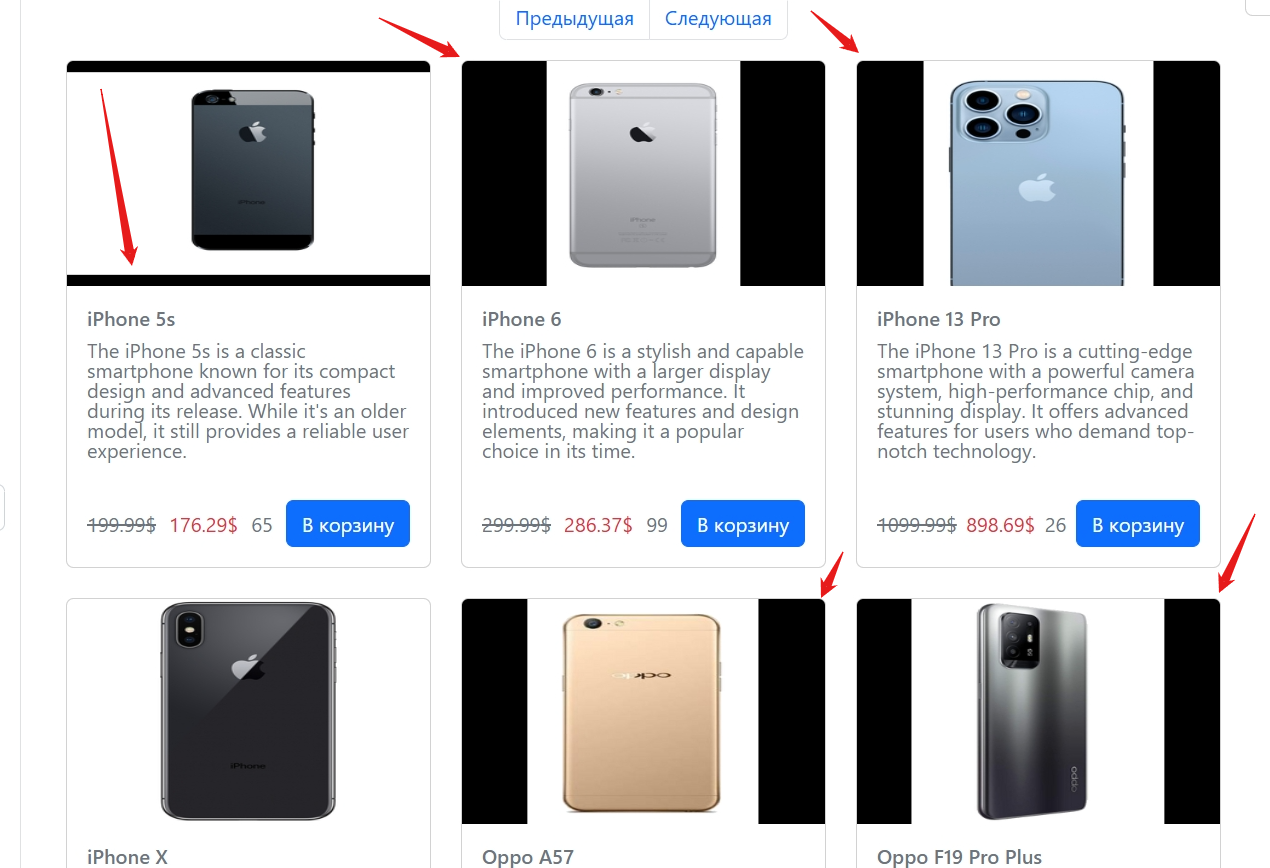 Предыдущая Следующая
iPhone 5s
The iPhone 5s is a classic
smartphone known for its compact
design and advanced features
during its release. While it's an older
model, it still provides a reliable user
experience.
199.99$ 176.29$ 65 В корзину
iPhone 6
The iPhone 6 is a stylish and capable
smartphone with a larger display
and improved performance. It
introduced new features and design
elements, making it a popular
choice in its time.
299.99$ 286.37$ 99 В корзину
iPhone 13 Pro
The iPhone 13 Pro is a cutting-edge
smartphone with a powerful camera
system, high-performance chip, and
stunning display. It offers advanced
features for users who demand top-
notch technology.
1099.99$ 898.69$ 26 В корзину
iPhone
iPhone
iPhone
oppo
oppo
iPhone X
Oppo A57
Oppo F19 Pro Plus